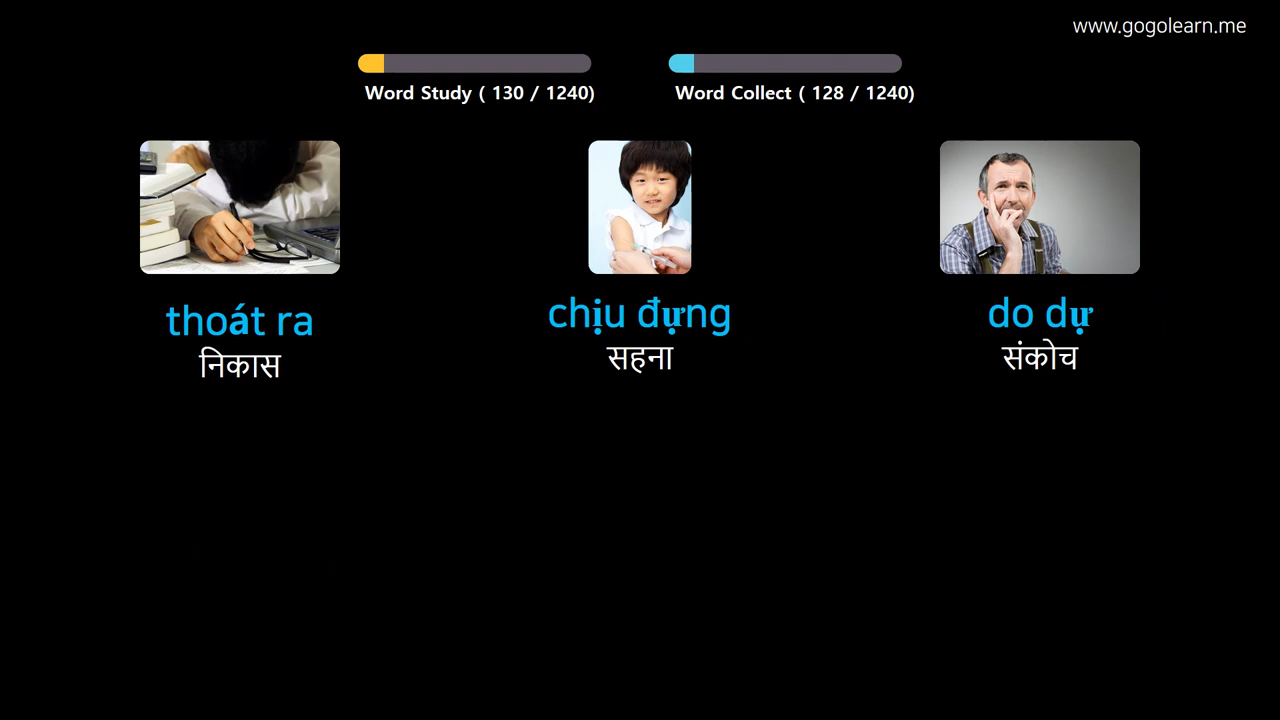 www.gogolearn.me
Word Study ( 130 / 1240)
Word Collect ( 128 / 1240)
thoát ra
निकास
chịu đựng
सहना
do dự
संकोच